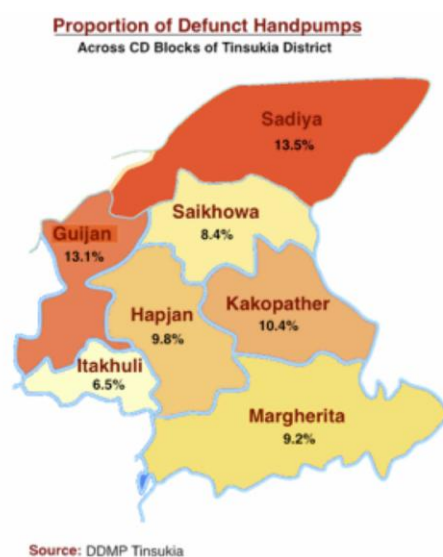 Proportion of Defunct Handpumps
Across CD Blocks of Tinsukia District
Sadiya
13.5%
Saikhowa
8.4%
Guijan
13.1%
Kakopather
10.4%
Hapjan
9.8%
Itakhuli
6.5%
Margherita
9.2%
Source: DDMP Tinsukia